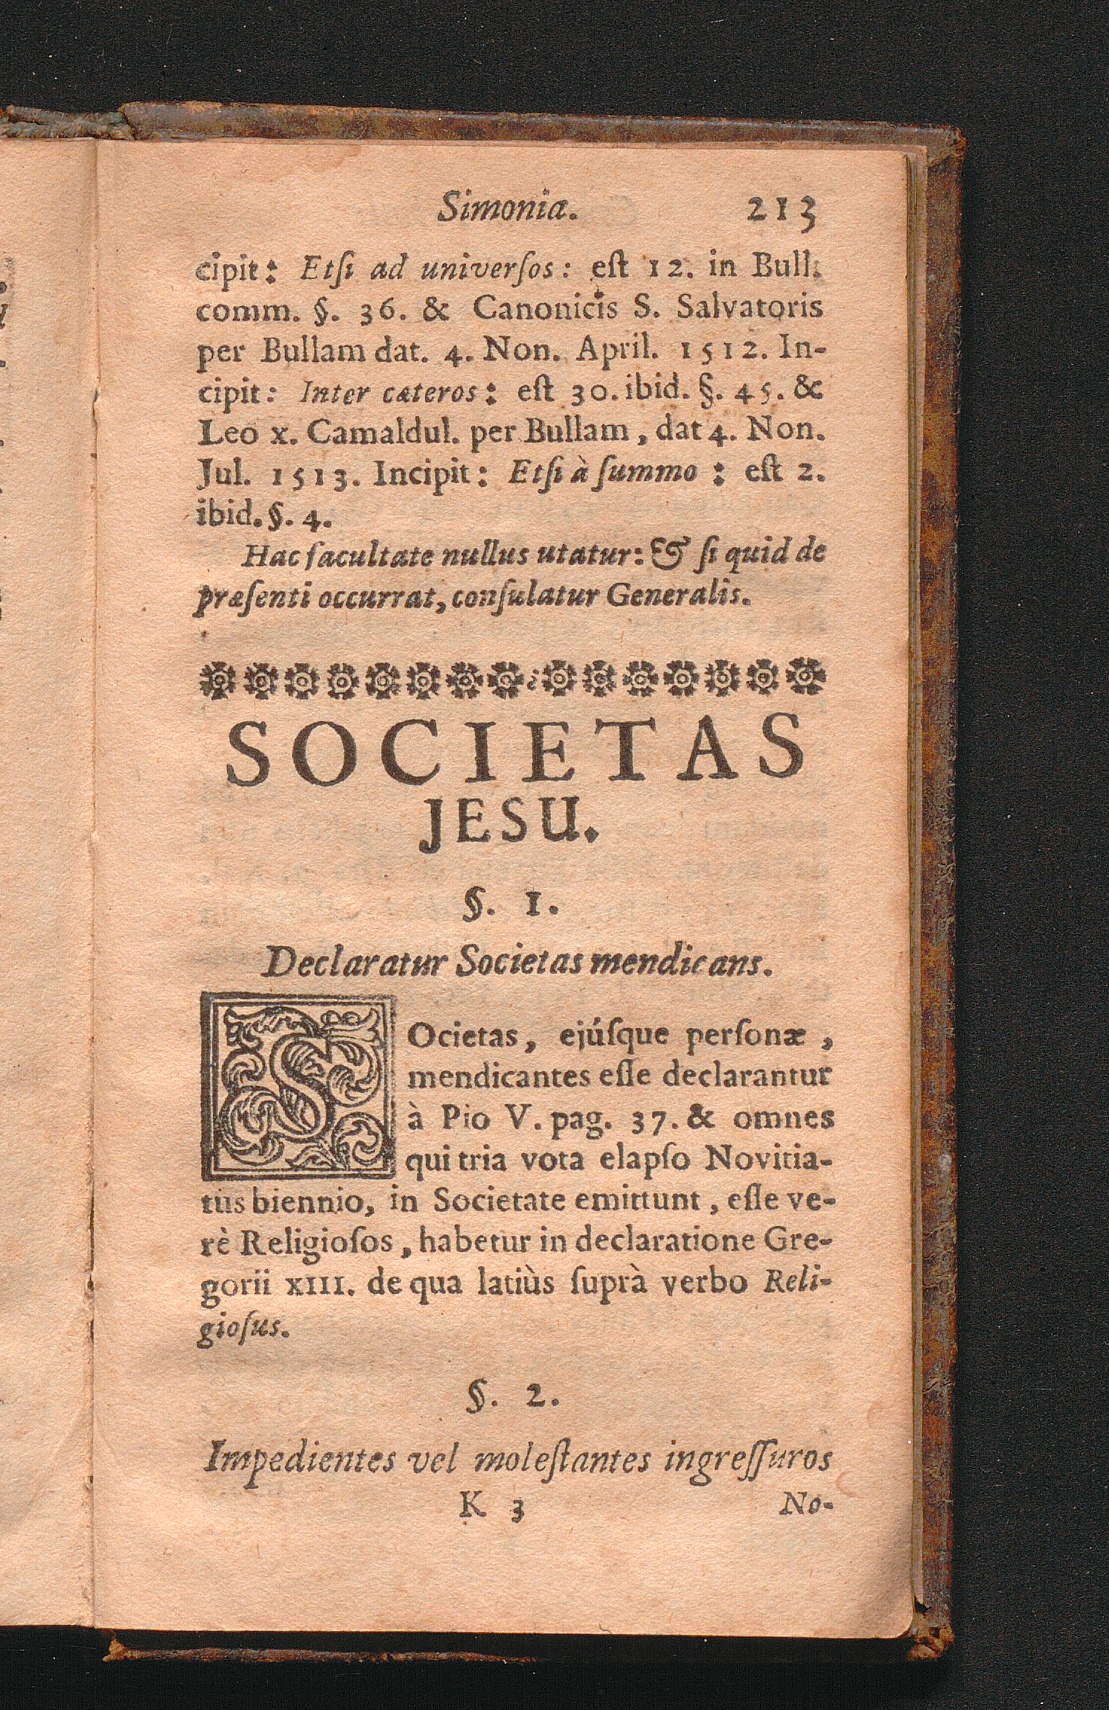 Simonia. 213
cipit: Etſi ad univerſos: eſt 12. in Bull.
comm. §. 36. & Canonicis S. Salvatoris
per Bullam dat. 4. Non. April. 1512. In-
cipit: Inter cæteros: eſt 30. ibid. §. 45. &
Leo x. Camaldul. per Bullam, dat 4. Non.
Jul. 1513. Incipit: Etſi à ſummo: eſt 2.
ibid. §. 4.
Hac facultate nullus utatur: & ſi quid de
præſenti occurrat, conſulatur Generalis.
SOCIETAS
JESU.
§. 1.
Declaratur Societas mendicans.
SOcietas, ejúſque perſonæ,
mendicantes eſſe declarantur
à Pio V. pag. 37. & omnes
qui tria vota elapſo Novitia-
tûs biennio, in Societate emittunt, eſſe ve-
rè Religioſos, habetur in declaratione Gre-
gorii XIII. de qua latiùs ſuprà verbo Reli-
gioſus.
§. 2.
Impedientes vel moleſtantes ingreſſuros
K 3 No-